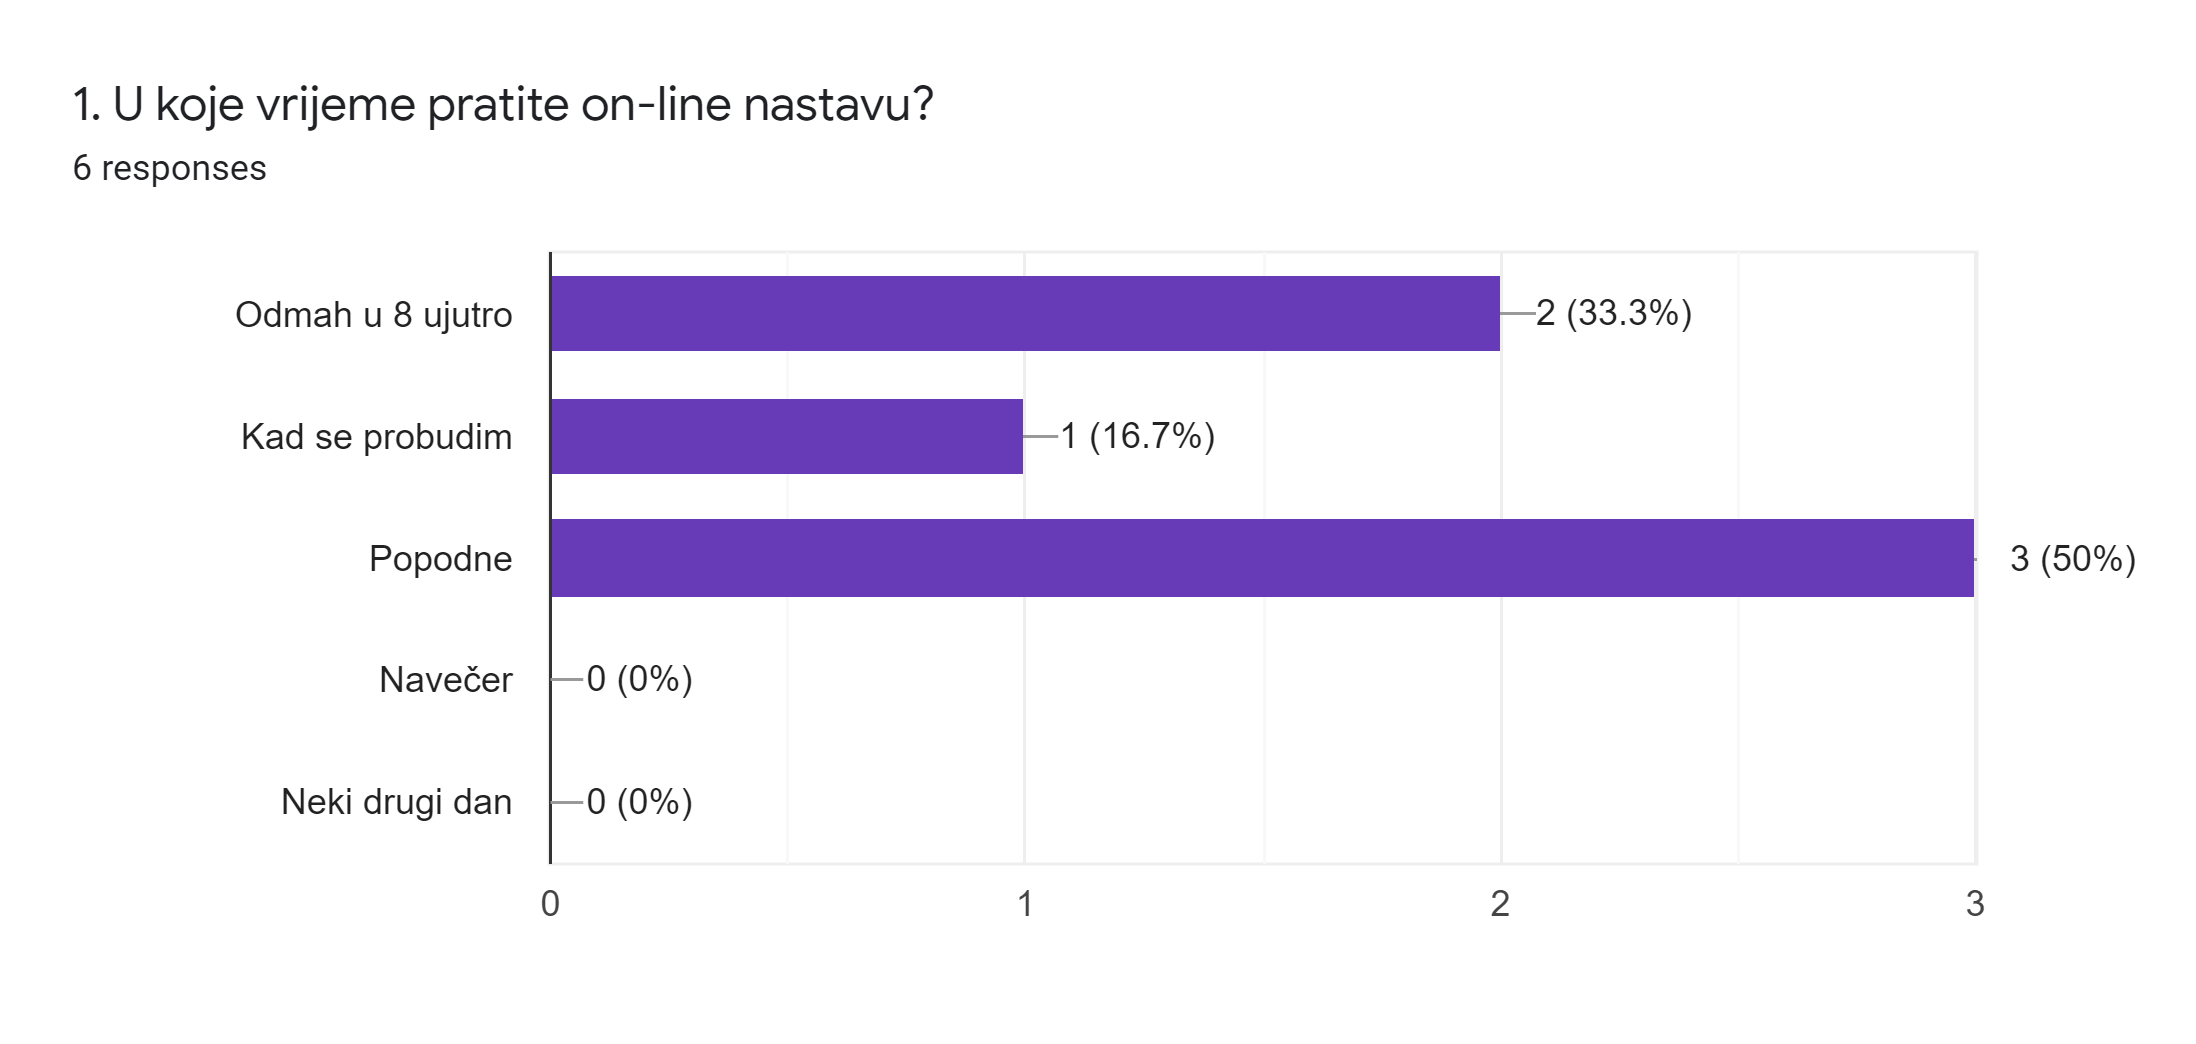 1. U koje vrijeme pratite on-line nastavu?
6 responses
Odmah u 8 ujutro
2 (33.3%)
Kad se probudim
1 (16.7%)
Popodne
3 (50%)
Navečer
0 (0%)
Neki drugi dan
0 (0%)
0 1 2 3